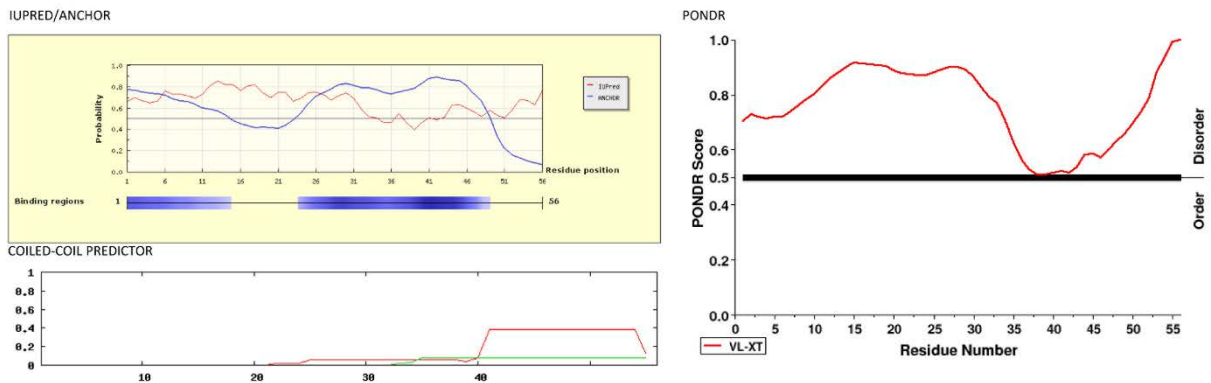 IUPRED/ANCHOR
1.0
0.8
0.6
0.4
0.2
0.0
Probability
1 6 11 16 21 26 31 36 41 46 51 56
Residue position
IUPred
ANCHOR
Binding regions 1 56
COILED-COIL PREDICTOR
1
0.8
0.6
0.4
0.2
0
10 20 30 40
PONDR
1.0
0.8
0.6
0.5
0.4
0.2
0.0
PONDR Score
Disorder
Order
0 5 10 15 20 25 30 35 40 45 50 55
VL-XT
Residue Number